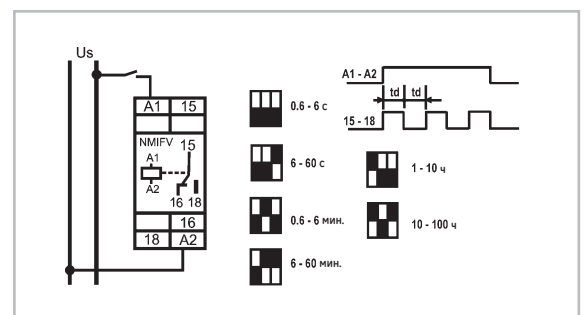 Us
A1 15
NMIFV 15
A1
A2
16 18
16
18 A2
0.6 - 6 с
6 - 60 с
0.6 - 6 мин.
6 - 60 мин.
A1 - A2
td td
15 - 18
1 - 10 ч
10 - 100 ч